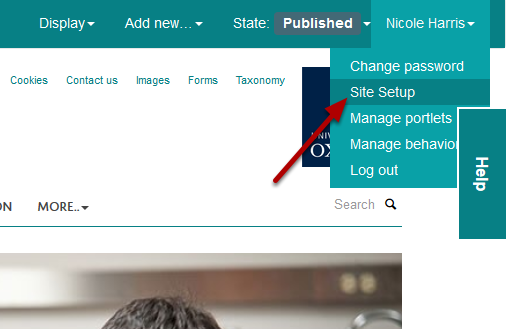 Display Add new… State: Published Nicole Harris
Change password
Site Setup
Manage portlets
Manage behavior
Log out
Cookies Contact us Images Forms Taxonomy
UNIV
OX
Help
ON MORE.. Search